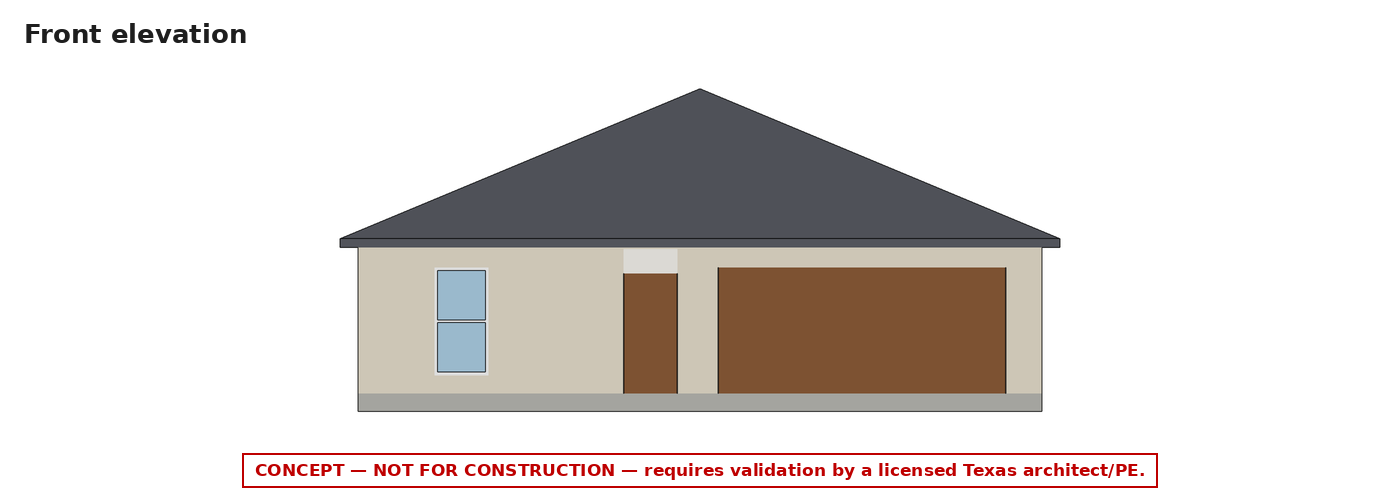 Front elevation
CONCEPT — NOT FOR CONSTRUCTION — requires validation by a licensed Texas architect/PE.